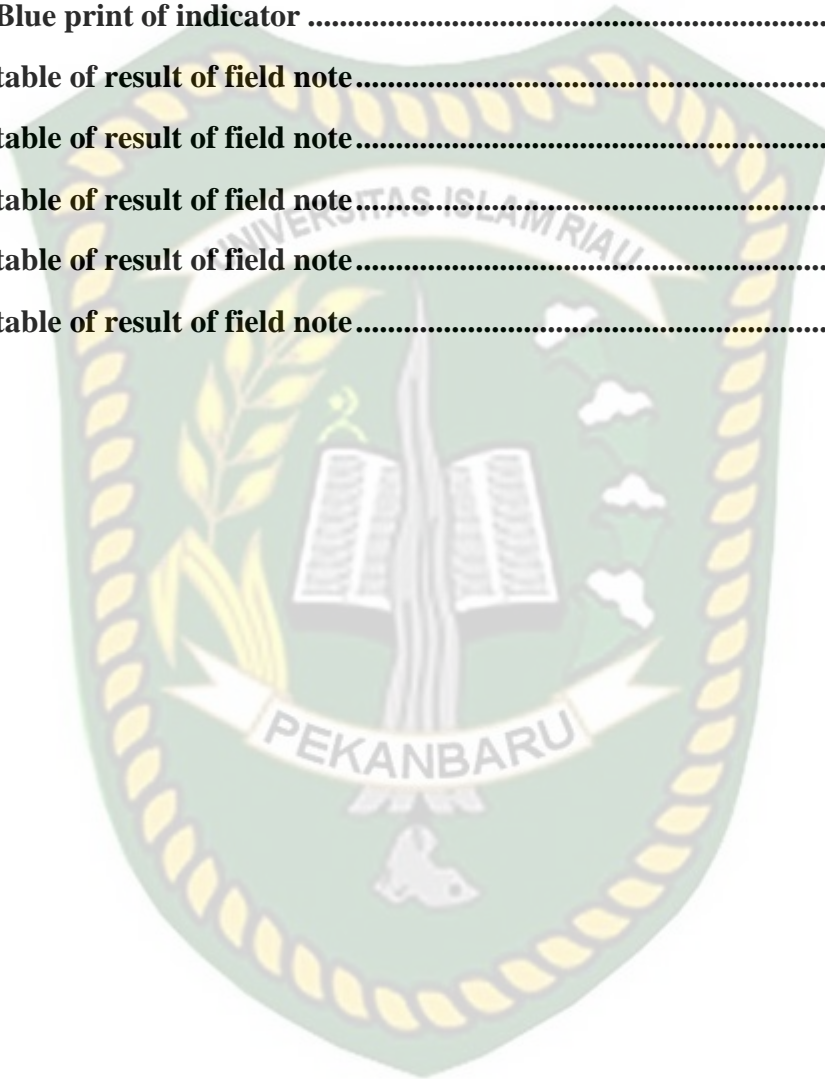 Blue print of indicator ........................................................................
table of result of field note..................................................................
table of result of field note..................................................................
table of result of field note..................................................................
UNIVERSITAS ISLAM RIAU
table of result of field note..................................................................
table of result of field note..................................................................
PEKANBARU